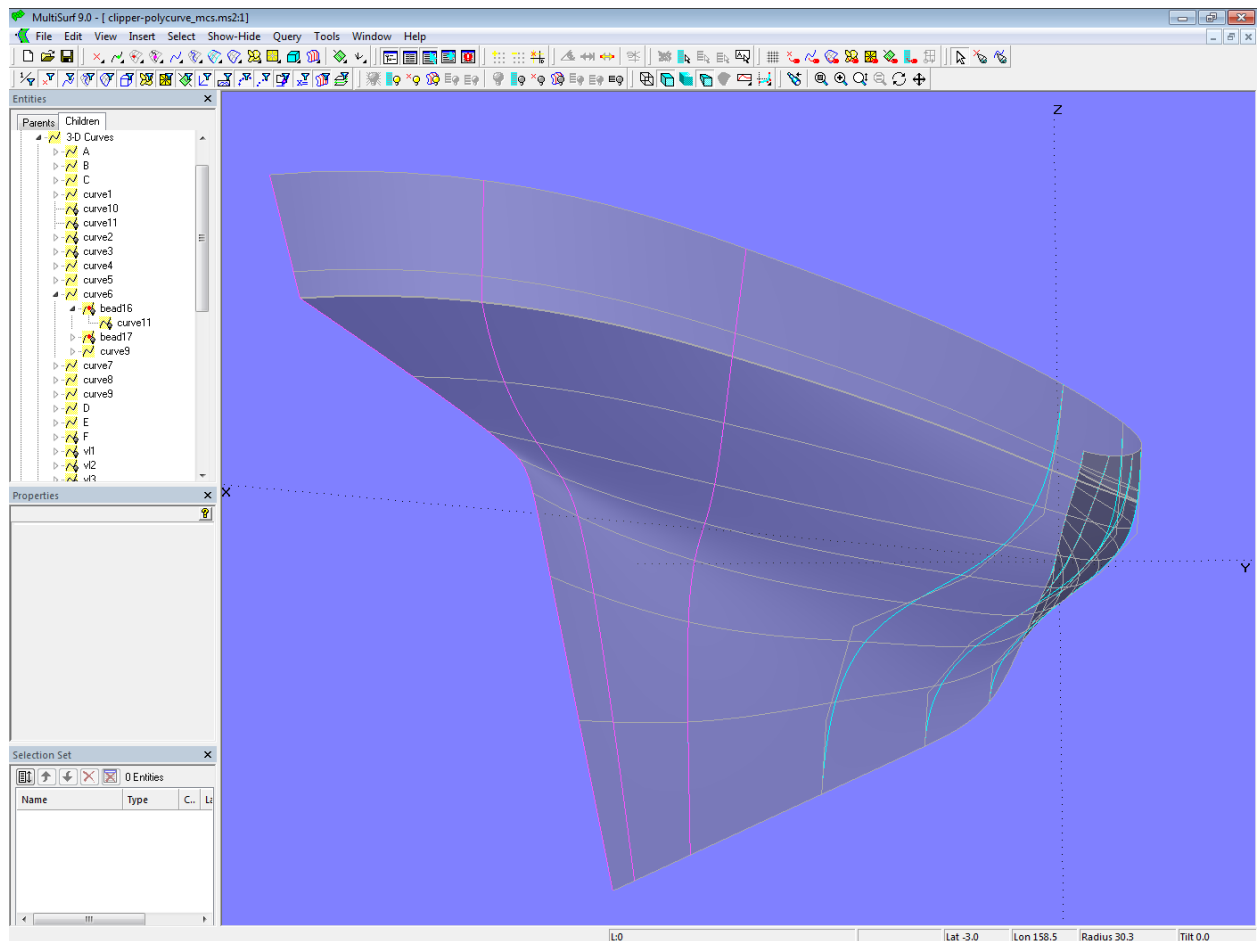 MultiSurf 9.0 - [ clipper-polycurve_mcs.ms2:1]
File Edit View Insert Select Show-Hide Query Tools Window Help
Entities
Parents Children
3-D Curves
A
B
C
curve1
curve10
curve11
curve2
curve3
curve4
curve5
curve6
bead16
curve11
bead17
curve9
curve7
curve8
curve9
D
E
F
vl1
vl2
vl3
Properties
Selection Set
0 Entities
Name Type C.. La
Z
X
Y
L:0 Lat -3.0 Lon 158.5 Radius 30.3 Tilt 0.0